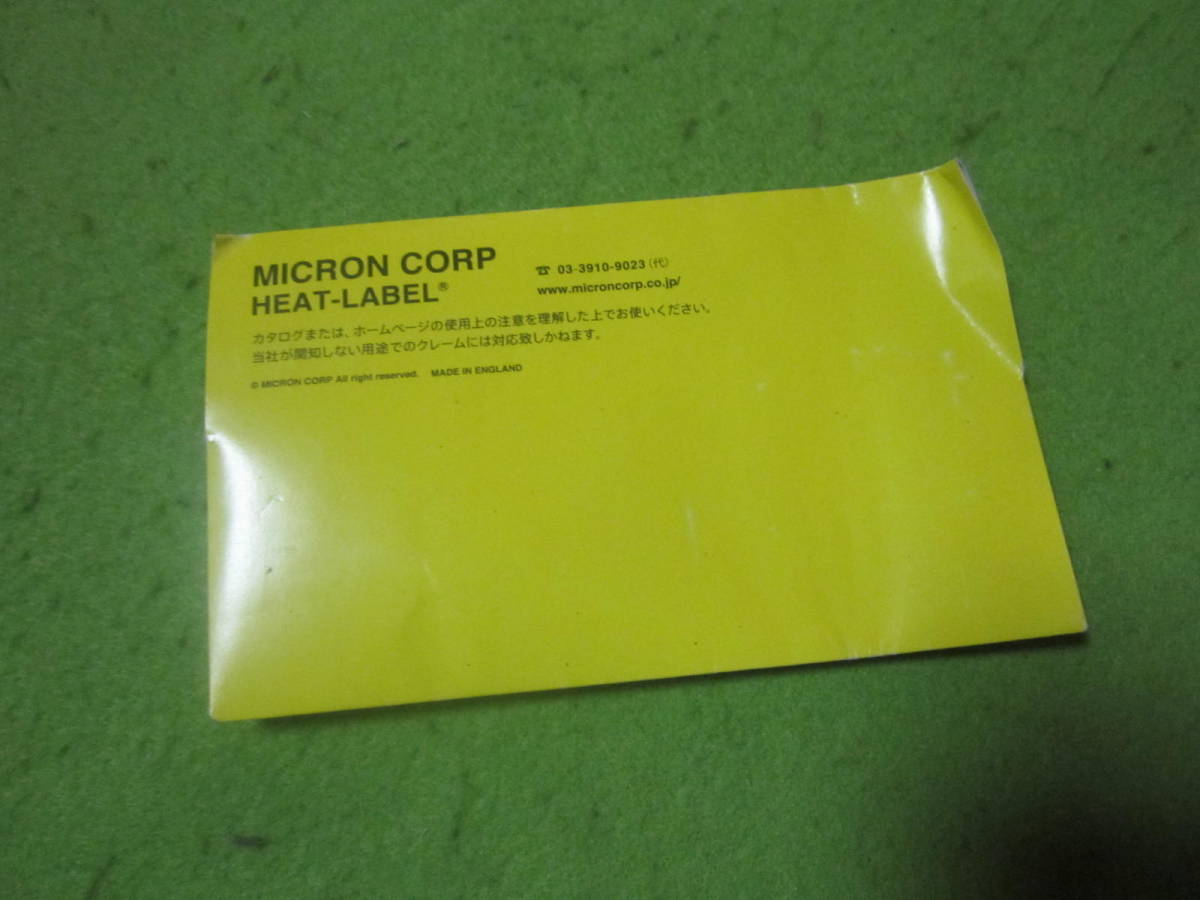 MICRON CORP
HEAT-LABEL®
☎ 03-3910-9023(代)
www.microncorp.co.jp/
カタログまたは、ホームページの使用上の注意を理解した上でお使いください。
当社が関知しない用途でのクレームには対応致しかねます。
© MICRON CORP All right reserved. MADE IN ENGLAND